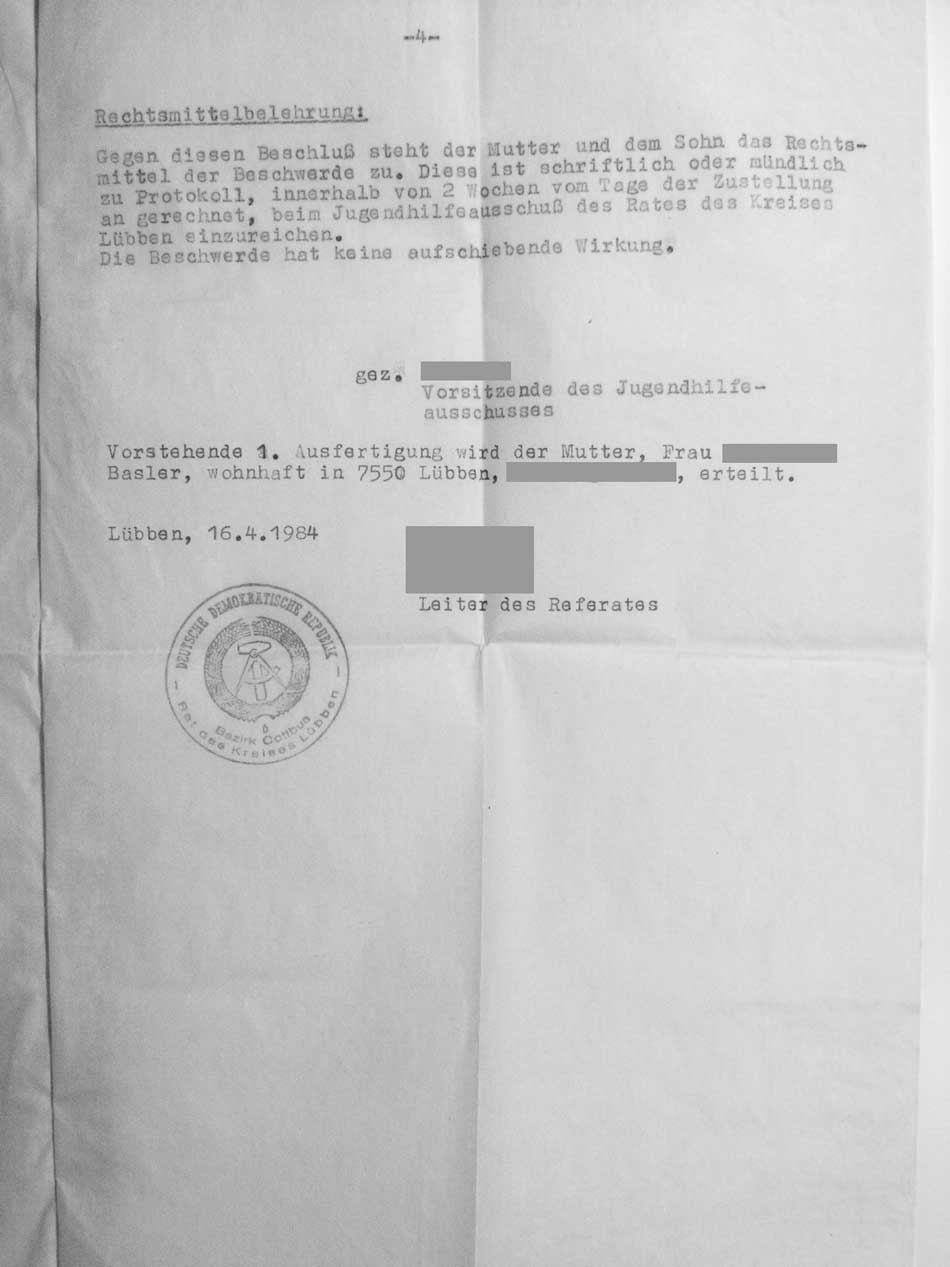 -4-
Rechtsmittelbelehrung:
Gegen diesen Beschluß steht der Mutter und dem Sohn das Rechts-
mittel der Beschwerde zu. Diese ist schriftlich oder mündlich
zu Protokoll, innerhalb von 2 Wochen vom Tage der Zustellung
an gerechnet, beim Jugendhilfeausschuß des Rates des Kreises
Lübben einzureichen.
Die Beschwerde hat keine aufschiebende Wirkung.
gez.
Vorsitzende des Jugendhilfe-
ausschusses
Vorstehende 1. Ausfertigung wird der Mutter, Frau
Basler, wohnhaft in 7550 Lübben, , erteilt.
Lübben, 16.4.1984
Leiter des Referates
DEUTSCHE DEMOKRATISCHE REPUBLIK
6
Bezirk Cottbus
Rat des Kreises Lübben